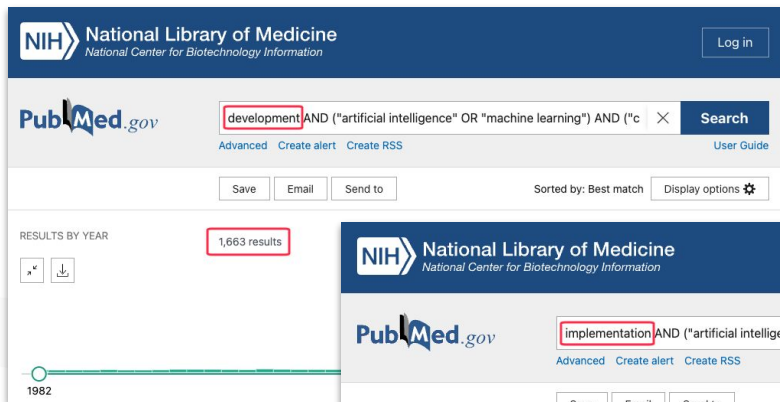 NIH National Library of Medicine
National Center for Biotechnology Information
Log in
PubMed.gov
development AND ("artificial intelligence" OR "machine learning") AND ("c
Search
Advanced Create alert Create RSS
User Guide
Save Email Send to
Sorted by: Best match Display options
RESULTS BY YEAR
1,663 results
1982
NIH National Library of Medicine
National Center for Biotechnology Information
PubMed.gov
implementation AND ("artificial intellige
Advanced Create alert Create RSS